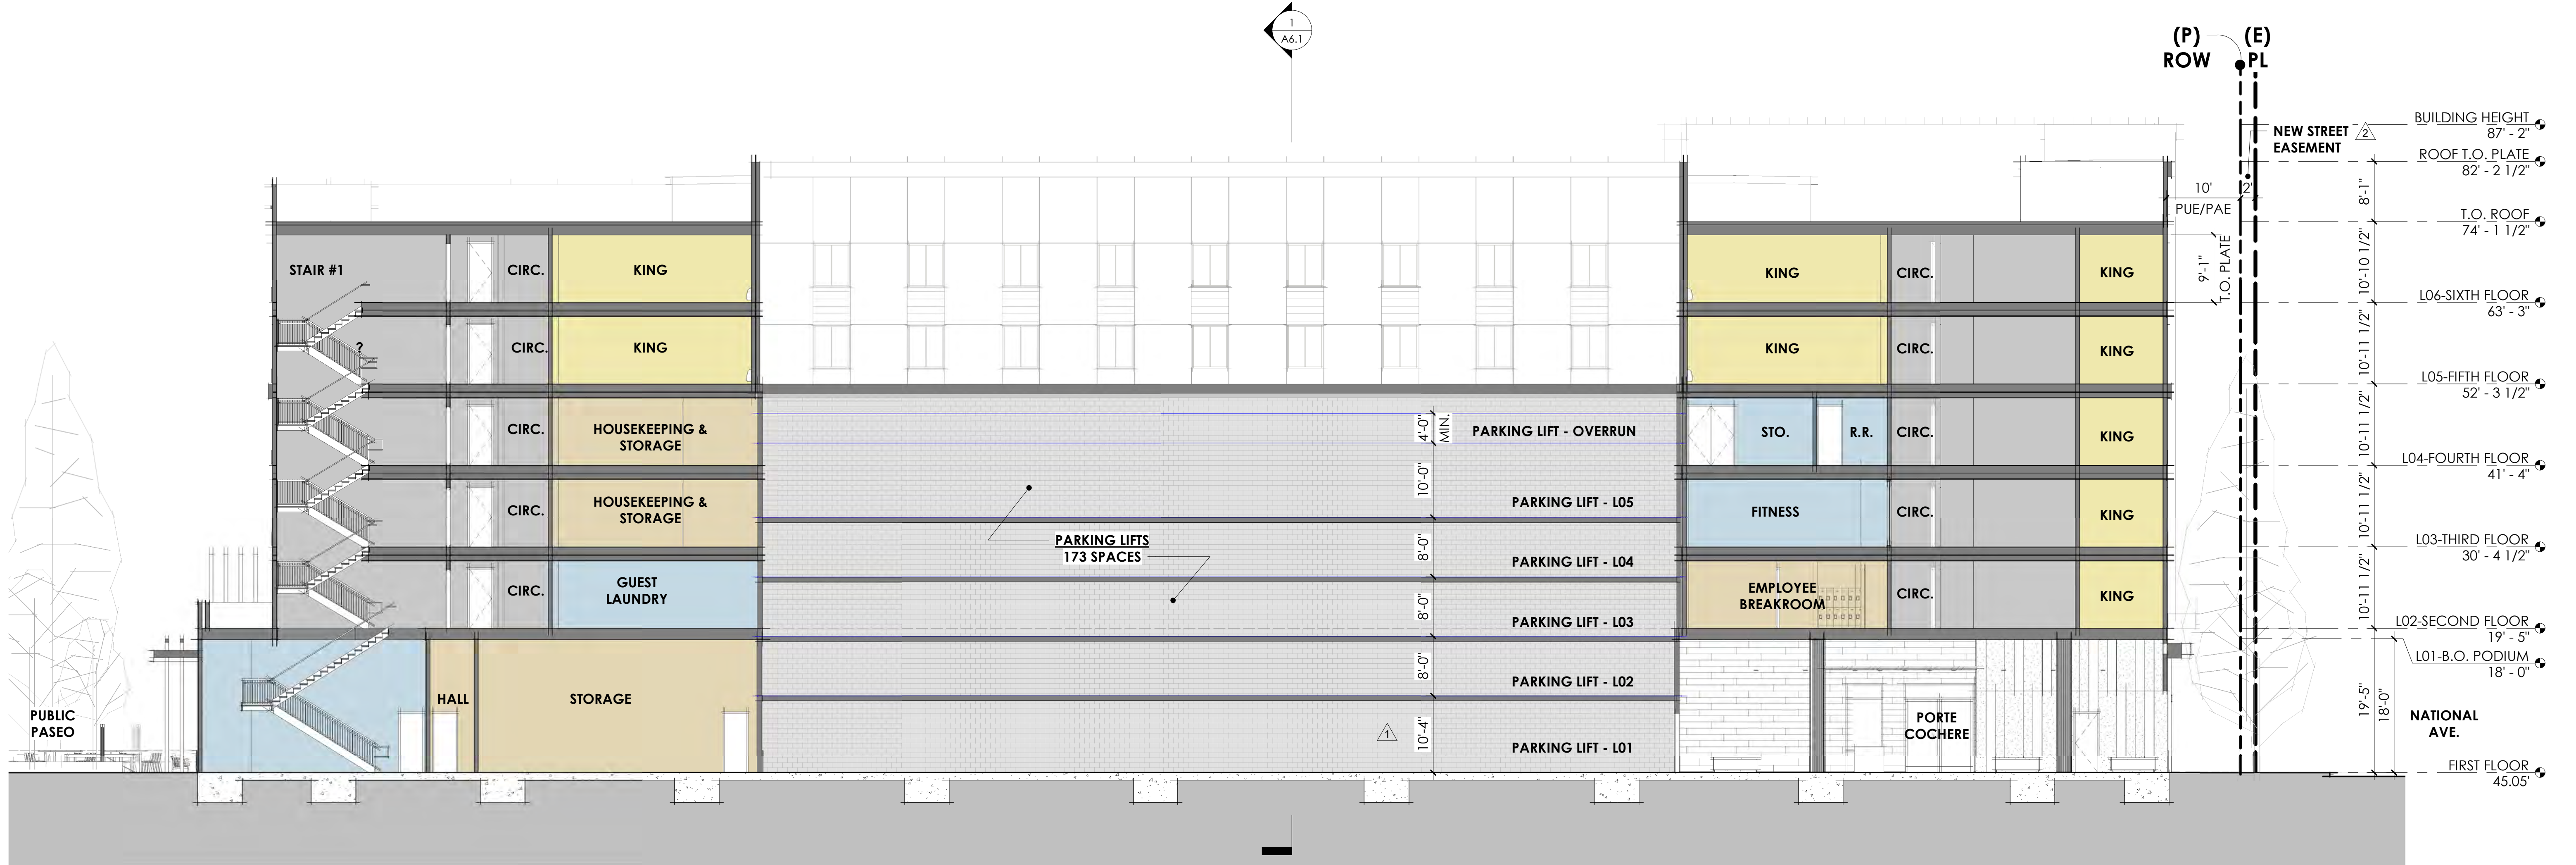 1
A6.1
(P)
ROW
(E)
PL
NEW STREET
EASEMENT
2
10'
2'
PUE/PAE
9'-1"
T.O. PLATE
BUILDING HEIGHT
87' - 2"
ROOF T.O. PLATE
82' - 2 1/2"
8'-1"
T.O. ROOF
74' - 1 1/2"
10'-10 1/2"
L06-SIXTH FLOOR
63' - 3"
10'-11 1/2"
L05-FIFTH FLOOR
52' - 3 1/2"
10'-11 1/2"
L04-FOURTH FLOOR
41' - 4"
10'-11 1/2"
L03-THIRD FLOOR
30' - 4 1/2"
10'-11 1/2"
L02-SECOND FLOOR
19' - 5"
L01-B.O. PODIUM
18' - 0"
19'-5"
18'-0"
NATIONAL
AVE.
FIRST FLOOR
45.05'
STAIR #1
CIRC.
KING
KING
CIRC.
KING
?
CIRC.
KING
KING
CIRC.
KING
CIRC.
HOUSEKEEPING &
STORAGE
4'-0"
MIN.
PARKING LIFT - OVERRUN
STO.
R.R.
CIRC.
KING
CIRC.
HOUSEKEEPING &
STORAGE
10'-0"
PARKING LIFT - L05
FITNESS
CIRC.
KING
PARKING LIFTS
173 SPACES
8'-0"
PARKING LIFT - L04
CIRC.
GUEST
LAUNDRY
8'-0"
PARKING LIFT - L03
EMPLOYEE
BREAKROOM
CIRC.
KING
8'-0"
PARKING LIFT - L02
PUBLIC
PASEO
HALL
STORAGE
1
10'-4"
PARKING LIFT - L01
PORTE
COCHERE